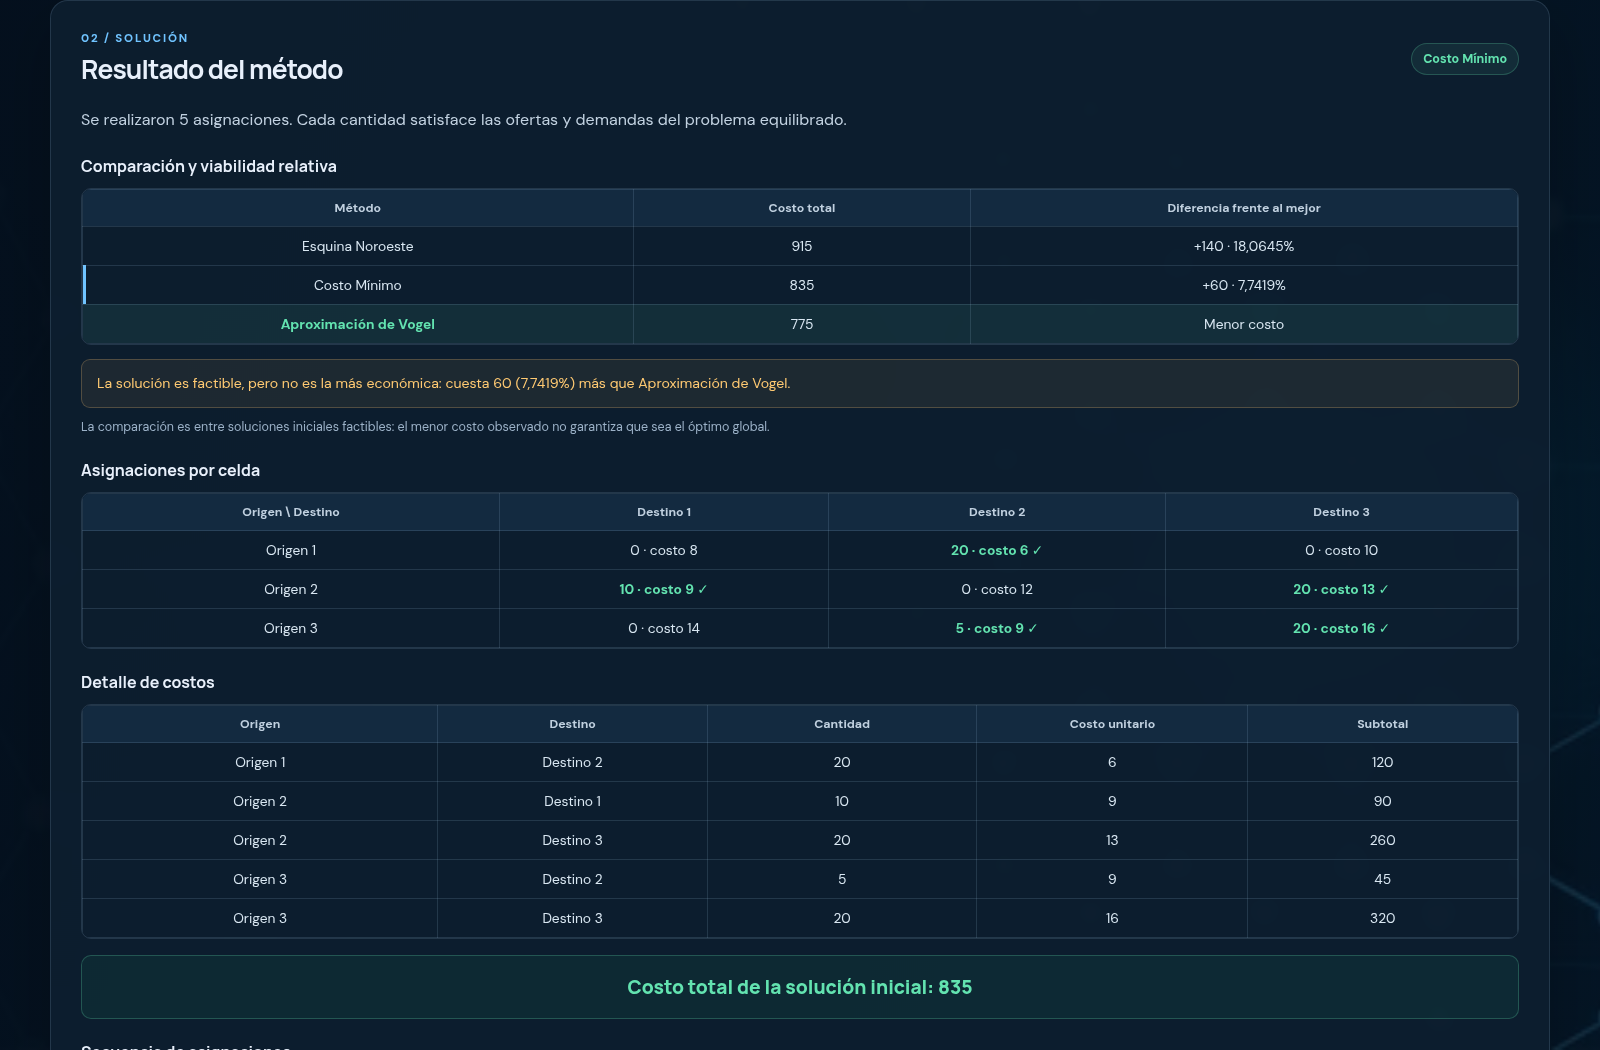 02 / SOLUCIÓN
Resultado del método
Costo Mínimo
Se realizaron 5 asignaciones. Cada cantidad satisface las ofertas y demandas del problema equilibrado.
Comparación y viabilidad relativa
Método Costo total Diferencia frente al mejor
Esquina Noroeste 915 +140 · 18,0645%
Costo Mínimo 835 +60 · 7,7419%
Aproximación de Vogel 775 Menor costo
La solución es factible, pero no es la más económica: cuesta 60 (7,7419%) más que Aproximación de Vogel.
La comparación es entre soluciones iniciales factibles: el menor costo observado no garantiza que sea el óptimo global.
Asignaciones por celda
Origen \ Destino Destino 1 Destino 2 Destino 3
Origen 1 0 · costo 8 20 · costo 6 ✓ 0 · costo 10
Origen 2 10 · costo 9 ✓ 0 · costo 12 20 · costo 13 ✓
Origen 3 0 · costo 14 5 · costo 9 ✓ 20 · costo 16 ✓
Detalle de costos
Origen Destino Cantidad Costo unitario Subtotal
Origen 1 Destino 2 20 6 120
Origen 2 Destino 1 10 9 90
Origen 2 Destino 3 20 13 260
Origen 3 Destino 2 5 9 45
Origen 3 Destino 3 20 16 320
Costo total de la solución inicial: 835
Secuencia de asignaciones